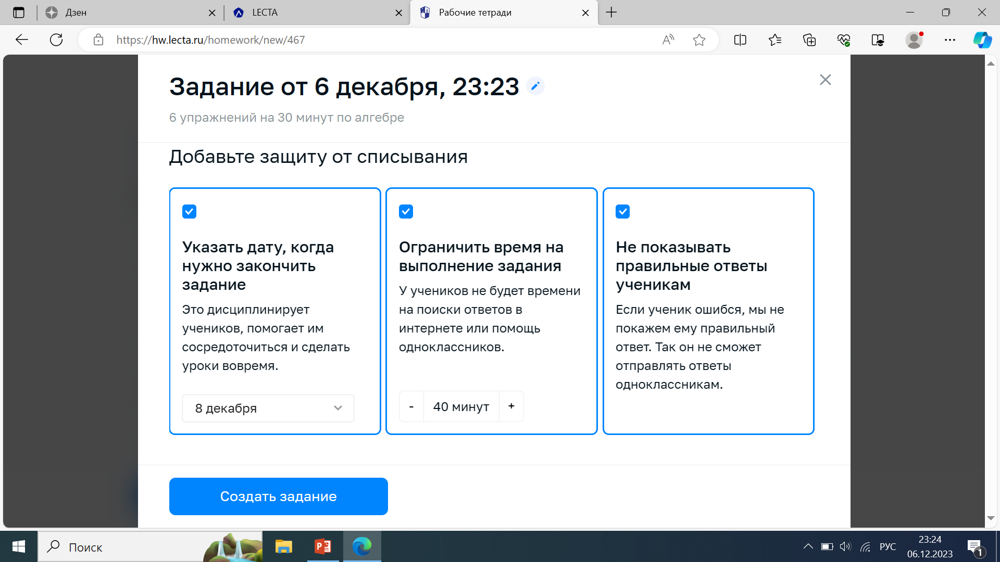 Дзен
LECTA
Рабочие тетради
https://hw.lecta.ru/homework/new/467
Задание от 6 декабря, 23:23
6 упражнений на 30 минут по алгебре
Добавьте защиту от списывания
Указать дату, когда
нужно закончить
задание
Это дисциплинирует
учеников, помогает им
сосредоточиться и сделать
уроки вовремя.
8 декабря
Ограничить время на
выполнение задания
У учеников не будет времени
на поиски ответов в
интернете или помощь
одноклассников.
- 40 минут +
Не показывать
правильные ответы
ученикам
Если ученик ошибся, мы не
покажем ему правильный
ответ. Так он не сможет
отправлять ответы
одноклассникам.
Создать задание
Поиск
РУС
23:24
06.12.2023
1